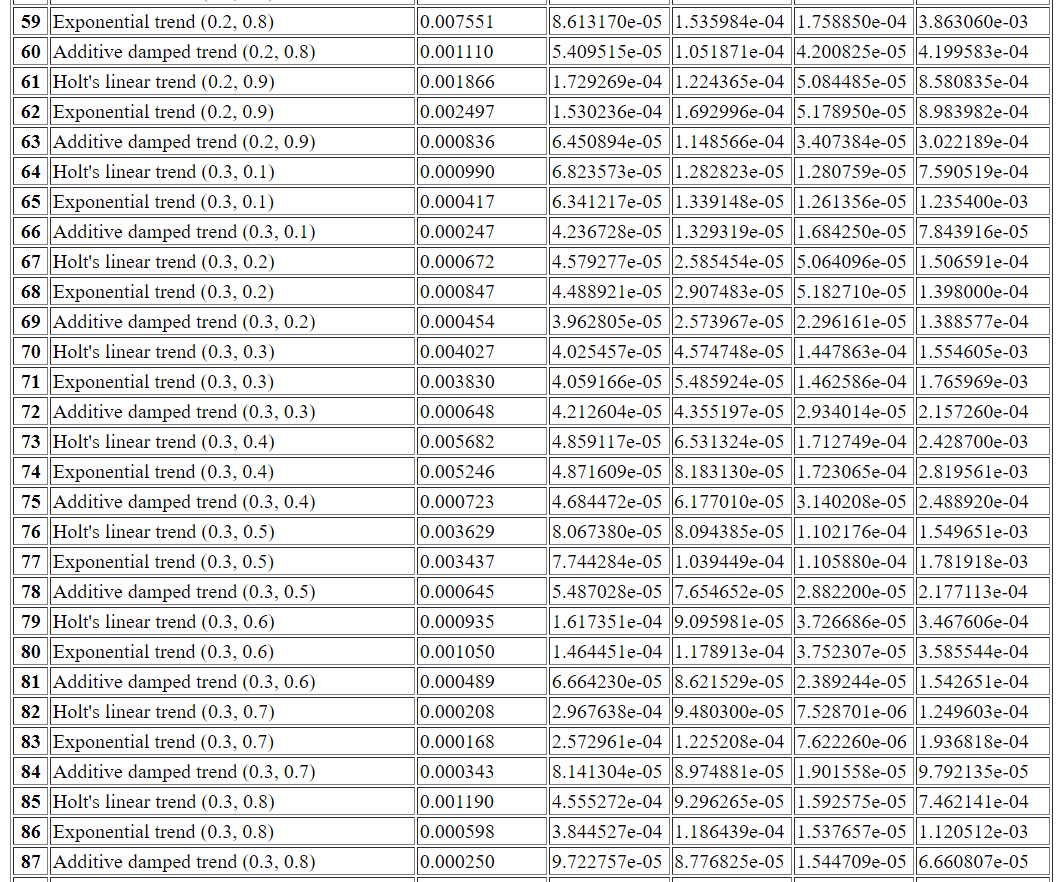 59 Exponential trend (0.2, 0.8) 0.007551 8.613170e-05 1.535984e-04 1.758850e-04 3.863060e-03
60 Additive damped trend (0.2, 0.8) 0.001110 5.409515e-05 1.051871e-04 4.200825e-05 4.199583e-04
61 Holt's linear trend (0.2, 0.9) 0.001866 1.729269e-04 1.224365e-04 5.084485e-05 8.580835e-04
62 Exponential trend (0.2, 0.9) 0.002497 1.530236e-04 1.692996e-04 5.178950e-05 8.983982e-04
63 Additive damped trend (0.2, 0.9) 0.000836 6.450894e-05 1.148566e-04 3.407384e-05 3.022189e-04
64 Holt's linear trend (0.3, 0.1) 0.000990 6.823573e-05 1.282823e-04 1.280759e-04 7.590519e-04
65 Exponential trend (0.3, 0.1) 0.000417 6.341217e-05 1.339148e-04 1.261356e-05 1.235400e-03
66 Additive damped trend (0.3, 0.1) 0.000247 4.236728e-05 1.329319e-04 1.684250e-05 7.843916e-05
67 Holt's linear trend (0.3, 0.2) 0.000672 4.579277e-05 2.585454e-05 5.064096e-05 1.506591e-04
68 Exponential trend (0.3, 0.2) 0.000847 4.488921e-05 2.907483e-05 5.182710e-05 1.398000e-04
69 Additive damped trend (0.3, 0.2) 0.000454 3.962805e-05 2.573967e-05 2.296161e-05 1.388577e-04
70 Holt's linear trend (0.3, 0.3) 0.004027 4.025457e-05 4.574748e-05 1.447863e-04 1.554605e-03
71 Exponential trend (0.3, 0.3) 0.003830 4.059166e-05 5.485924e-05 1.462586e-04 1.765969e-03
72 Additive damped trend (0.3, 0.3) 0.000648 4.212604e-05 4.355197e-05 2.934014e-05 2.157260e-04
73 Holt's linear trend (0.3, 0.4) 0.005682 4.859117e-05 6.531324e-05 1.712749e-04 2.428700e-03
74 Exponential trend (0.3, 0.4) 0.005246 4.871609e-05 8.183130e-05 1.723065e-04 2.819561e-03
75 Additive damped trend (0.3, 0.4) 0.000723 4.684472e-05 6.177010e-05 3.140208e-05 2.488920e-04
76 Holt's linear trend (0.3, 0.5) 0.003629 8.067380e-05 8.094385e-05 1.102176e-04 1.549651e-03
77 Exponential trend (0.3, 0.5) 0.003437 7.744284e-05 1.039449e-04 1.105880e-04 1.781918e-03
78 Additive damped trend (0.3, 0.5) 0.000645 5.487028e-05 7.654652e-05 2.882200e-05 2.177113e-04
79 Holt's linear trend (0.3, 0.6) 0.000935 1.617351e-04 9.095981e-05 3.726686e-05 3.467606e-04
80 Exponential trend (0.3, 0.6) 0.001050 1.464451e-04 1.178913e-04 3.752307e-05 3.585544e-04
81 Additive damped trend (0.3, 0.6) 0.000489 6.664230e-05 8.621529e-05 2.389244e-05 1.542651e-04
82 Holt's linear trend (0.3, 0.7) 0.000208 2.967638e-04 9.480300e-05 7.528701e-06 1.249603e-04
83 Exponential trend (0.3, 0.7) 0.000168 2.572961e-04 1.225208e-04 7.622260e-06 1.936818e-04
84 Additive damped trend (0.3, 0.7) 0.000343 8.141304e-05 8.974881e-05 1.901558e-05 9.792135e-05
85 Holt's linear trend (0.3, 0.8) 0.001190 4.555272e-04 9.296265e-05 1.592575e-05 7.462141e-04
86 Exponential trend (0.3, 0.8) 0.000598 3.844527e-04 1.186439e-04 1.537657e-05 1.120512e-03
87 Additive damped trend (0.3, 0.8) 0.000250 9.722757e-05 8.776825e-05 1.544709e-05 6.660807e-05